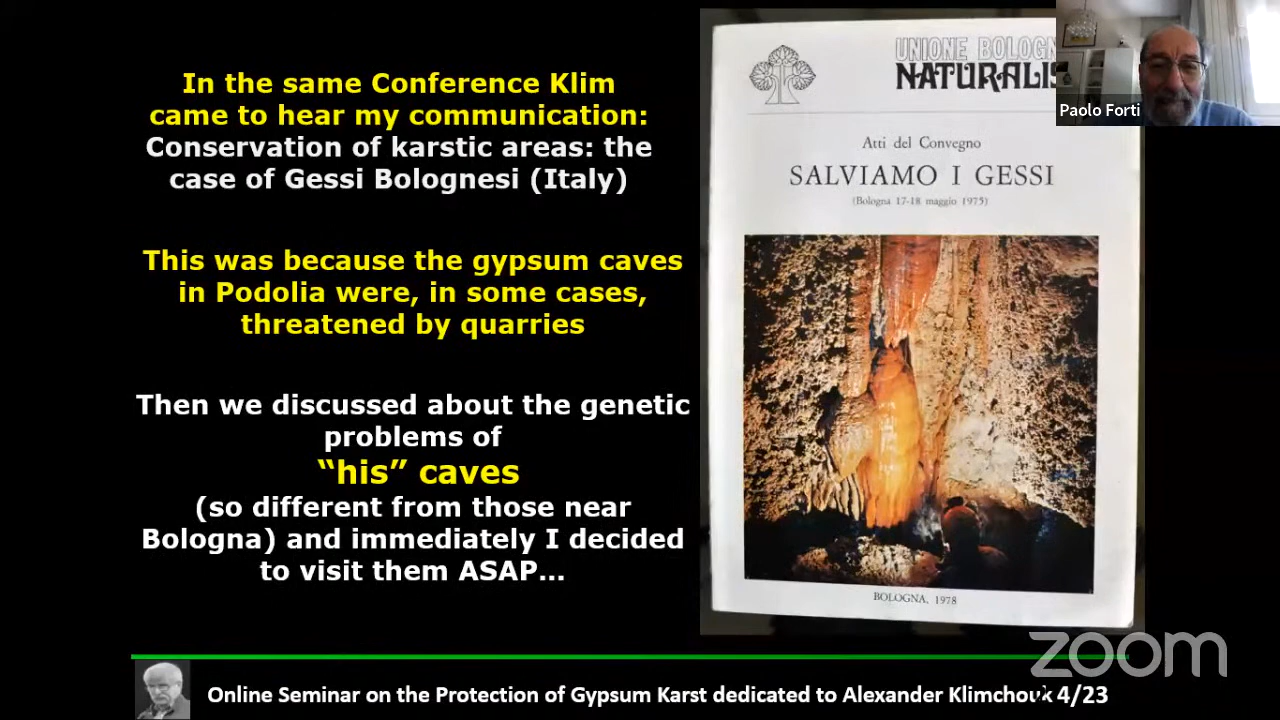 In the same Conference Klim
came to hear my communication:
Conservation of karstic areas: the
case of Gessi Bolognesi (Italy)
This was because the gypsum caves
in Podolia were, in some cases,
threatened by quarries
Then we discussed about the genetic
problems of
“his” caves
(so different from those near
Bologna) and immediately I decided
to visit them ASAP...
UNIONE BOLOGN
NATURALIS
Atti del Convegno
SALVIAMO I GESSI
(Bologna 17-18 maggio 1975)
BOLOGNA, 1978
Paolo Forti
zoom
Online Seminar on the Protection of Gypsum Karst dedicated to Alexander Klimchouk 4/23